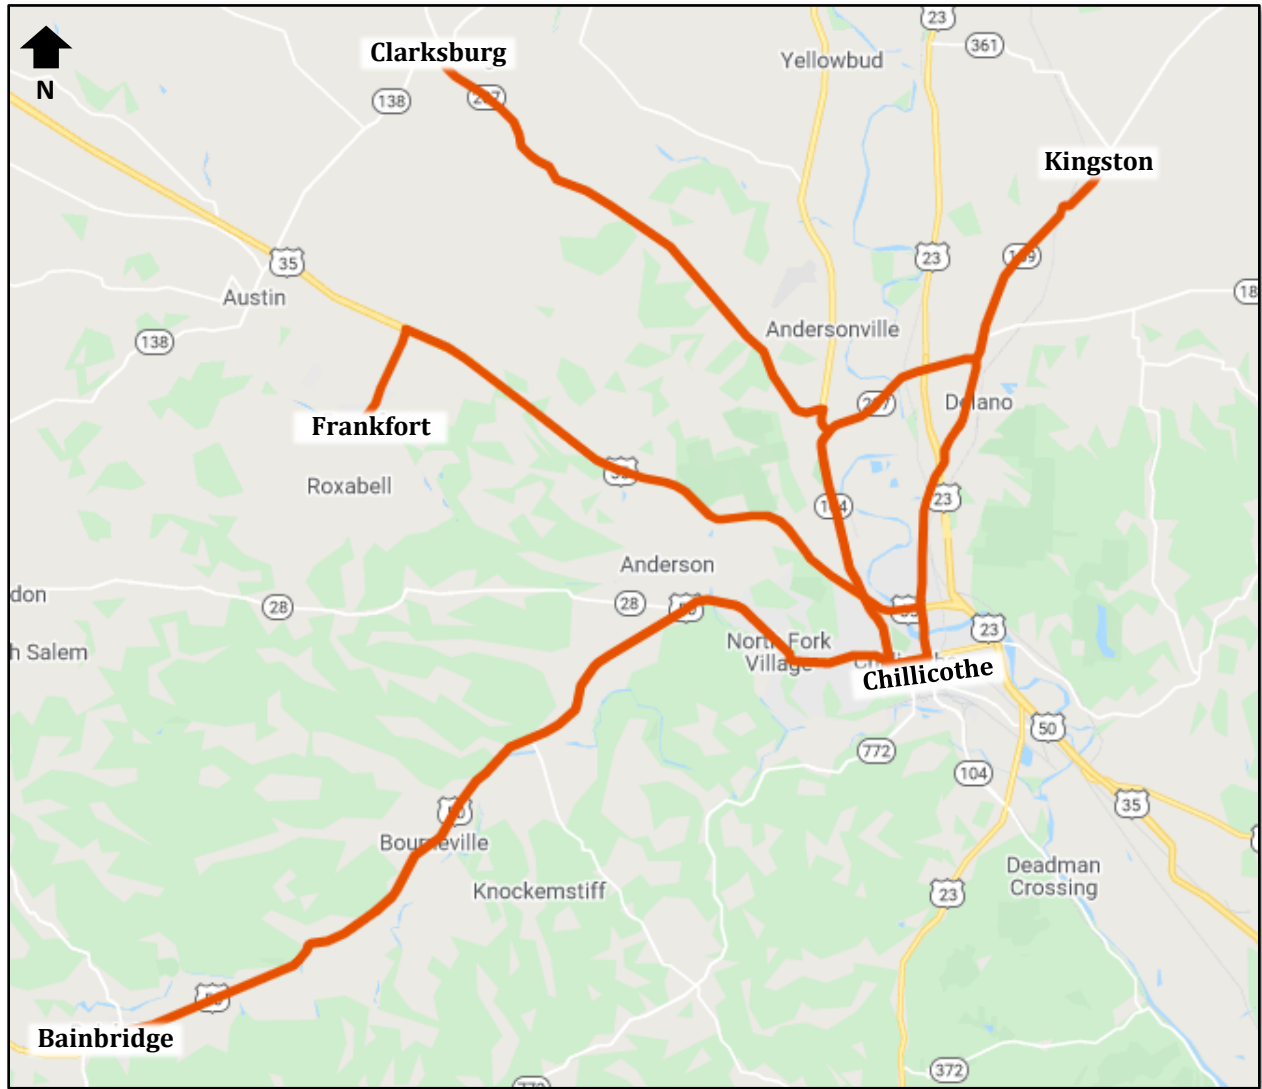 23
Clarksburg
361
Yellowbud
N
138
Kingston
23
35
18
Austin
Andersonville
138
Delano
Frankfort
Roxabell
23
Anderson
don
28
28
23
North Fork
Village
h Salem
Chillicothe
50
772
104
35
Bourneville
Deadman
Crossing
Knockemstiff
23
Bainbridge
372